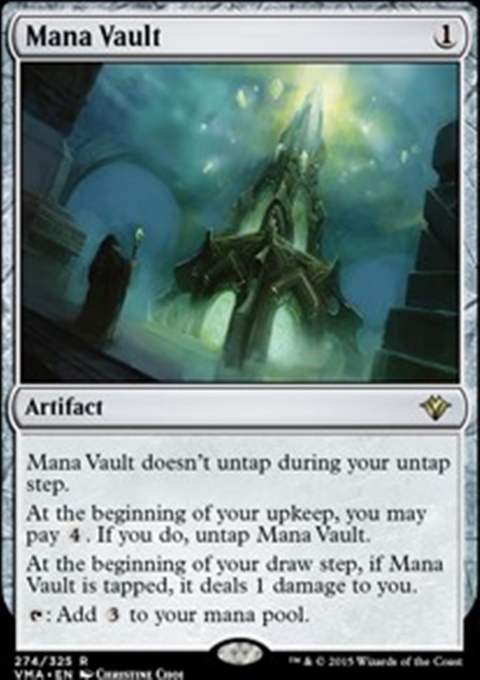 Mana Vault 1
Artifact
Mana Vault doesn't untap during your untap
step.
At the beginning of your upkeep, you may
pay 4. If you do, untap Mana Vault.
At the beginning of your draw step, if Mana
Vault is tapped, it deals 1 damage to you.
: Add 3 to your mana pool.
274/325 R
VMA • EN Christine Choi
™ & © 2015 Wizards of the Coast